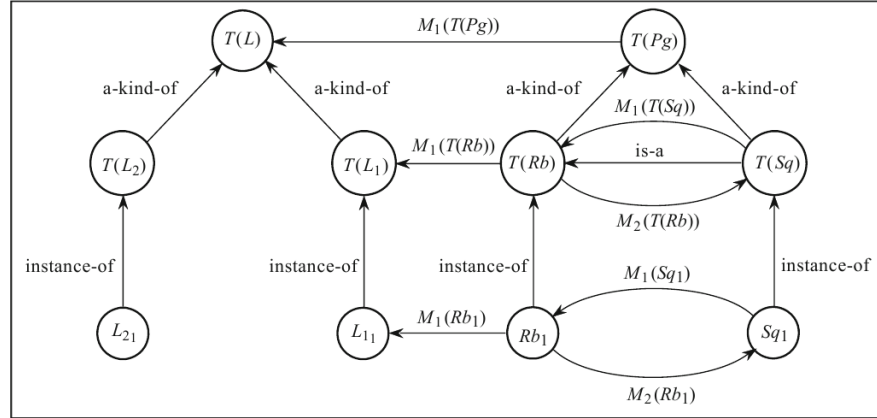 M1(T(Pg))
T(L)
T(Pg)
a-kind-of
a-kind-of
a-kind-of
a-kind-of
M1(T(Sq))
M1(T(Rb))
is-a
T(L2)
T(L1)
T(Rb)
T(Sq)
M2(T(Rb))
instance-of
instance-of
instance-of
instance-of
M1(Sq1)
M1(Rb1)
L21
L11
Rb1
Sq1
M2(Rb1)